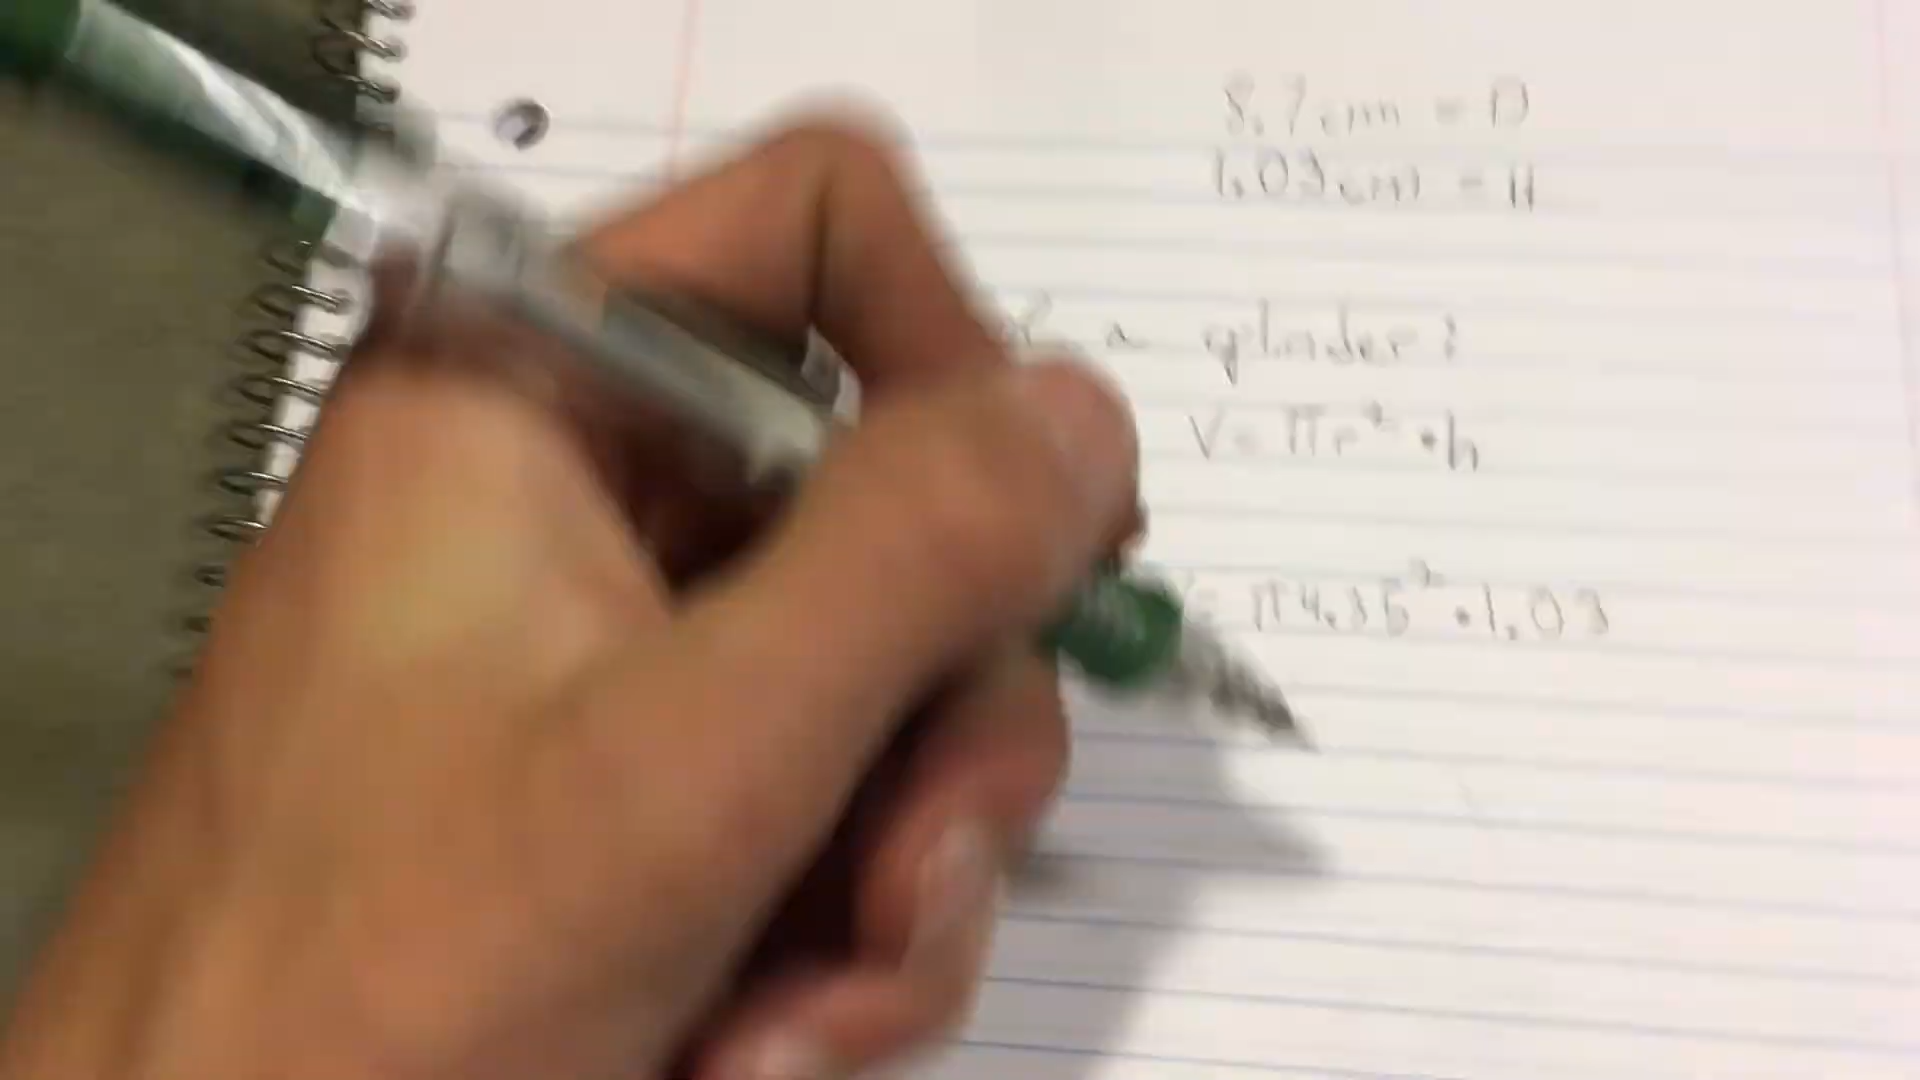 8.7cm = D
1.03cm = H
a cylinder:
V = πr² • h
= π4.35² • 1.03